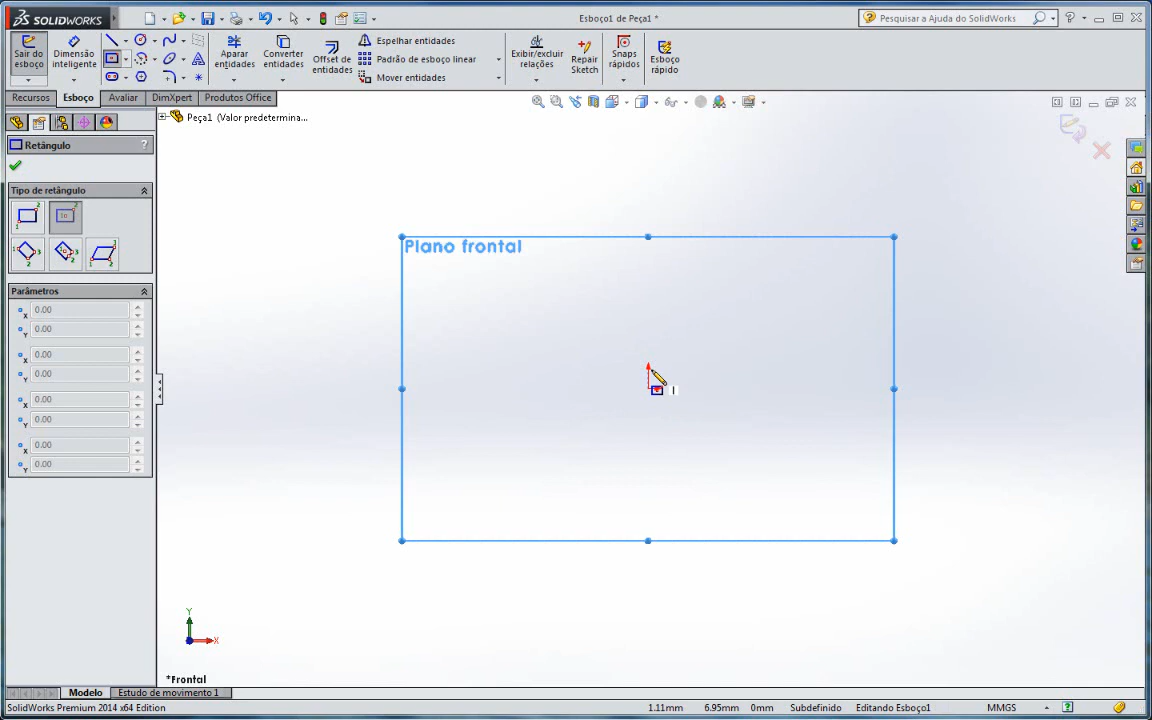 SOLIDWORKS
Esboço1 de Peça1 *
Pesquisar a Ajuda do SolidWorks
Sair do esboço
Dimensão inteligente
Aparar entidades
Converter entidades
Offset de entidades
Espelhar entidades
Padrão de esboço linear
Mover entidades
Exibir/excluir relações
Repair Sketch
Snaps rápidos
Esboço rápido
Recursos
Esboço
Avaliar
DimXpert
Produtos Office
Peça1 (Valor predetermina...
Retângulo
?
Tipo de retângulo
Parâmetros
X 0.00
Y 0.00
X 0.00
Y 0.00
X 0.00
Y 0.00
X 0.00
Y 0.00
Plano frontal
Y
X
*Frontal
Modelo
Estudo de movimento 1
SolidWorks Premium 2014 x64 Edition
1.11mm
6.95mm
0mm
Subdefinido
Editando Esboço1
MMGS